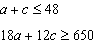 a + c ≤ 48
18a + 12c ≥ 650